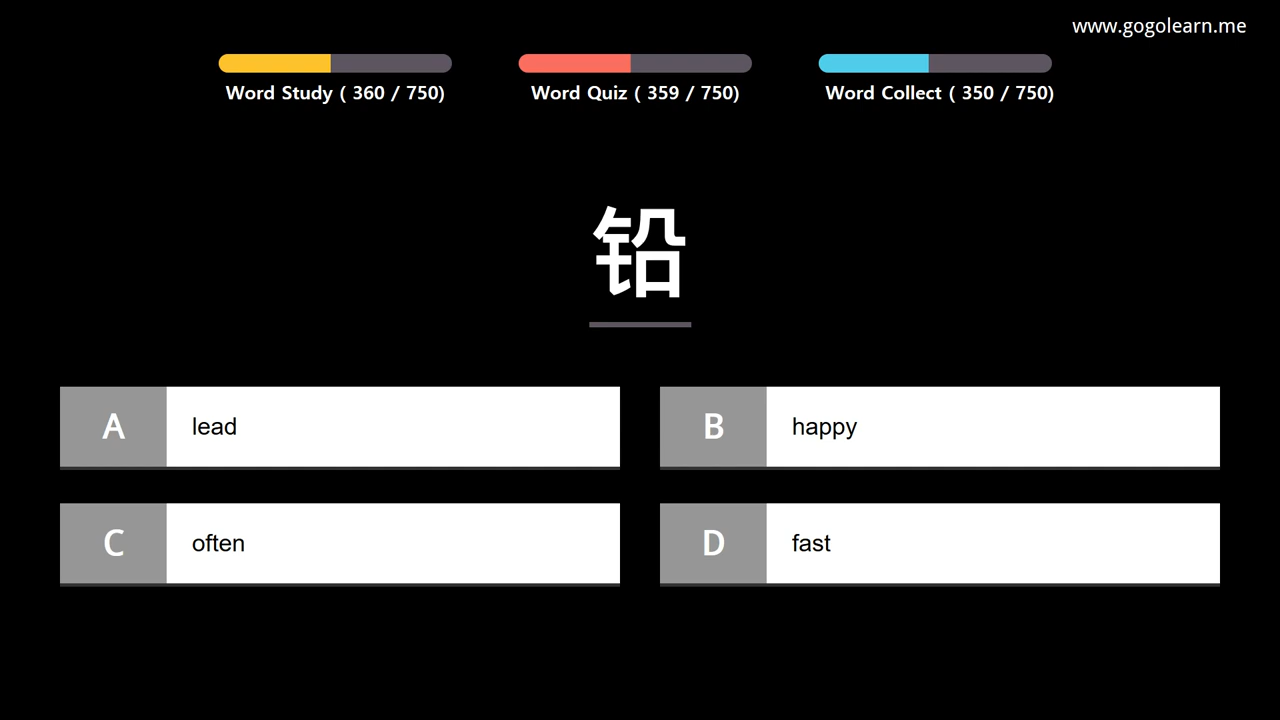 www.gogolearn.me
Word Study ( 360 / 750)
Word Quiz ( 359 / 750)
Word Collect ( 350 / 750)
铅
A lead
B happy
C often
D fast